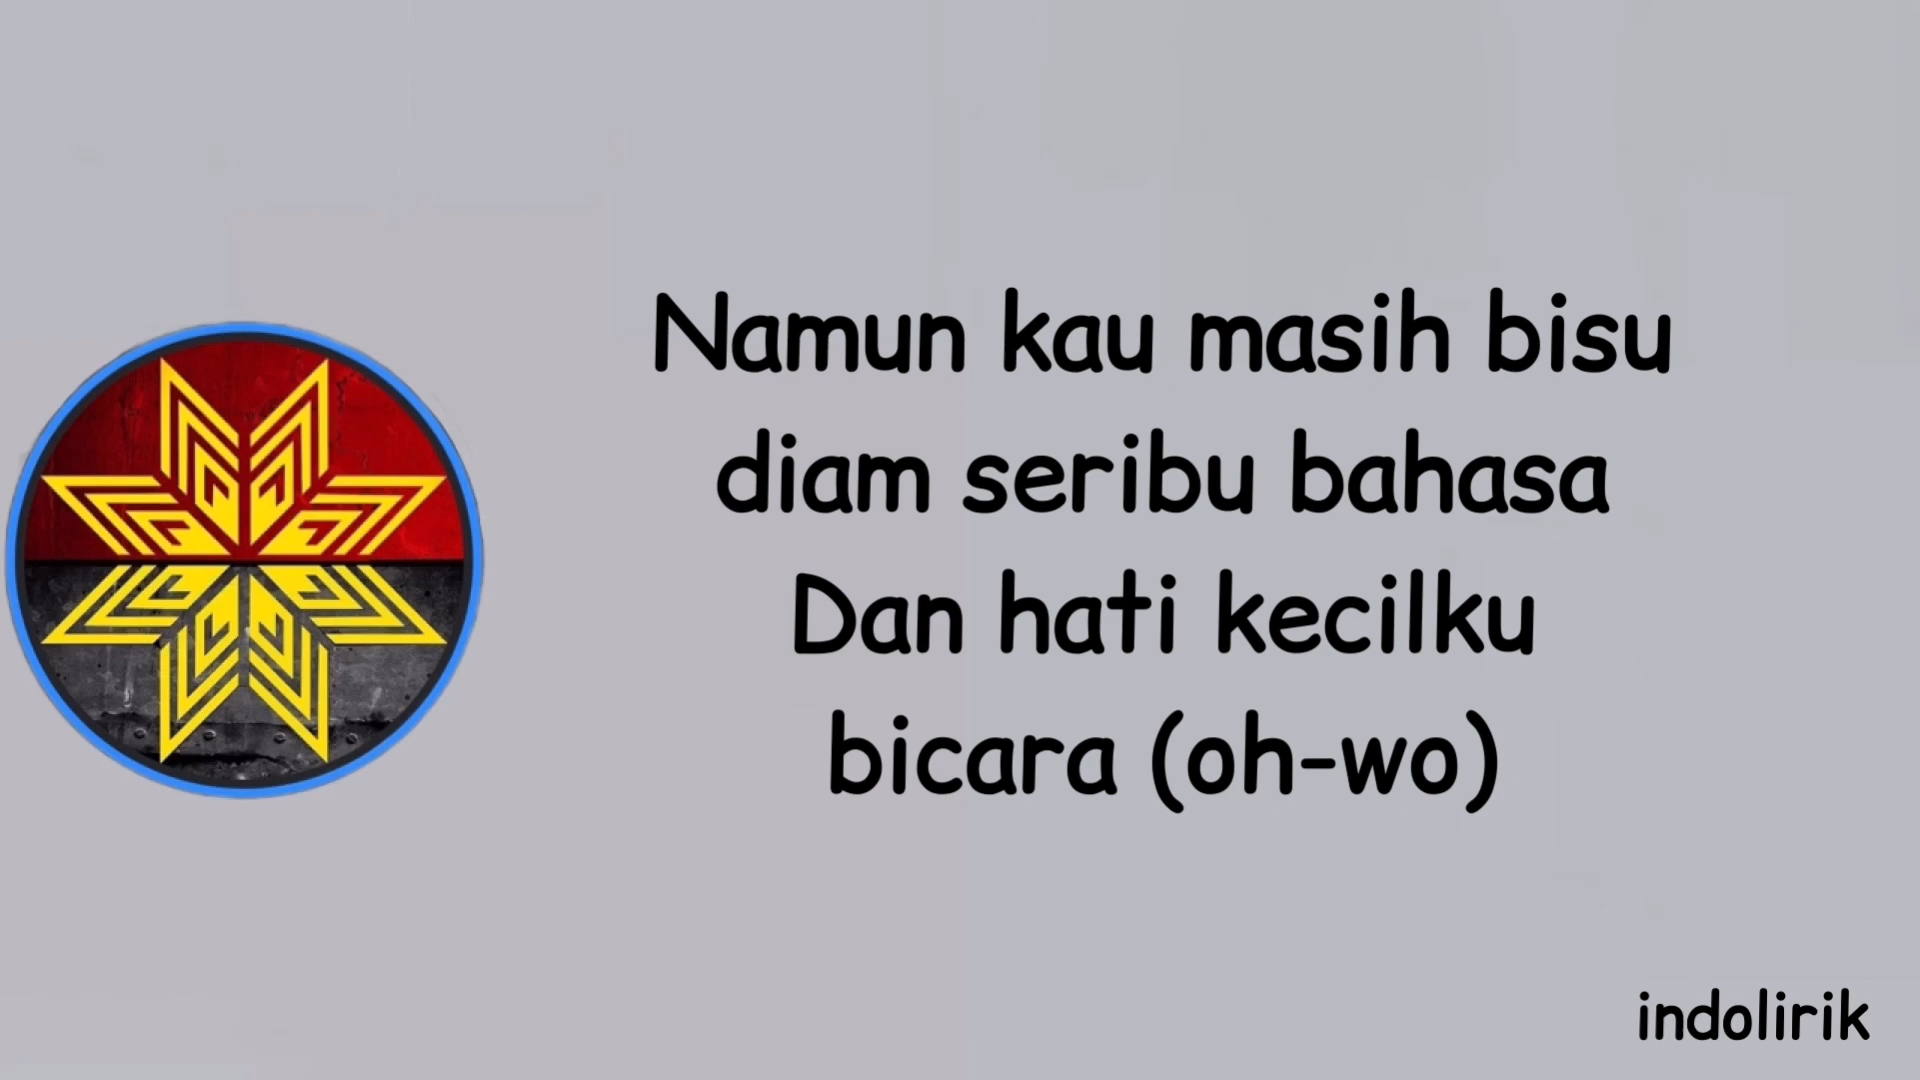 Namun kau masih bisu
diam seribu bahasa
Dan hati kecilku
bicara (oh-wo)
indolirik